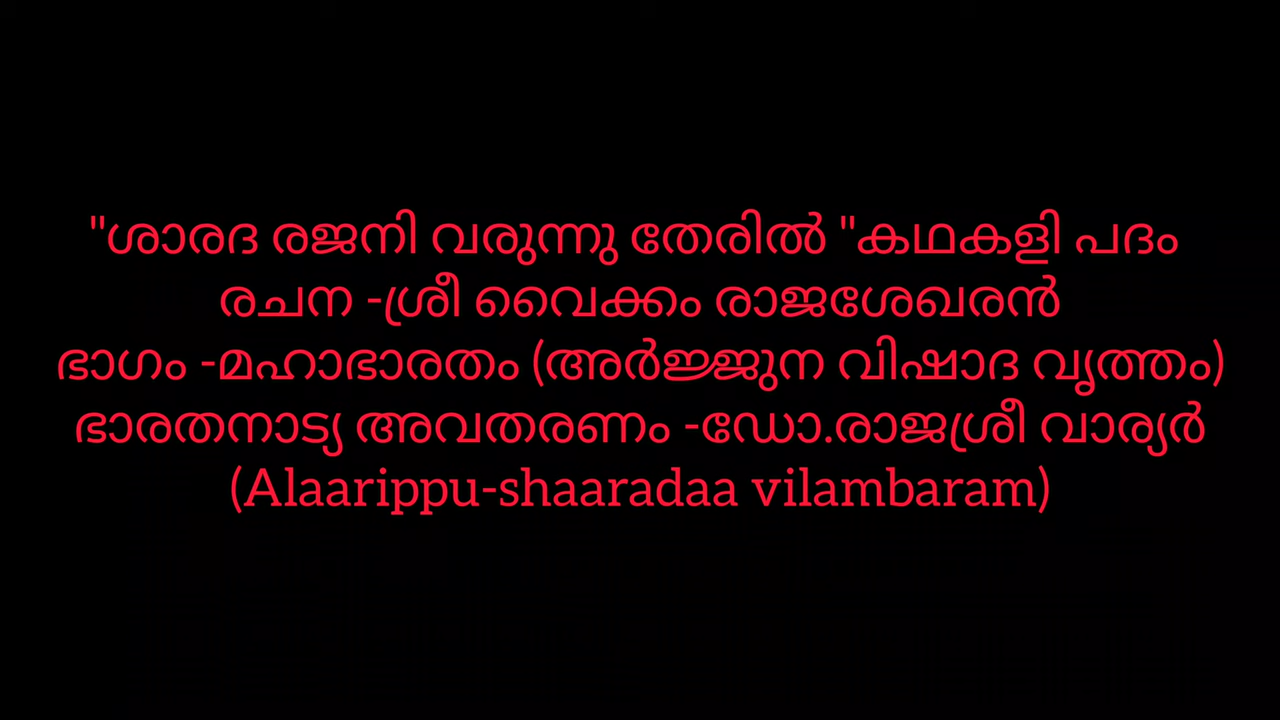 "ശാരദ രജനി വരുന്നു തേരിൽ "കഥകളി പദം
രചന -ശ്രീ വൈക്കം രാജശേഖരൻ
ഭാഗം -മഹാഭാരതം (അർജ്ജുന വിഷാദ വൃത്തം)
ഭാരതനാട്യ അവതരണം -ഡോ.രാജശ്രീ വാര്യർ
(Alaarippu-shaaradaa vilambaram)